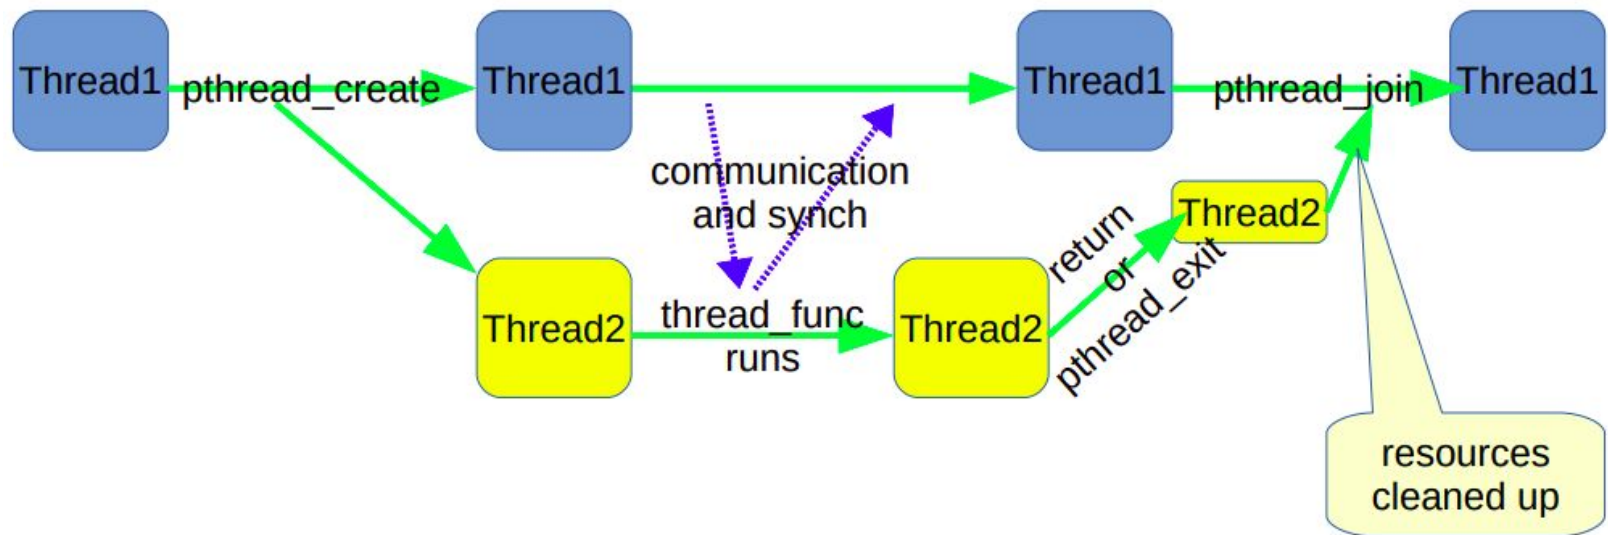 Thread1
pthread_create
Thread1
Thread1
pthread_join
Thread1
communication
and synch
Thread2
thread_func
runs
Thread2
return
or
pthread_exit
Thread2
resources
cleaned up